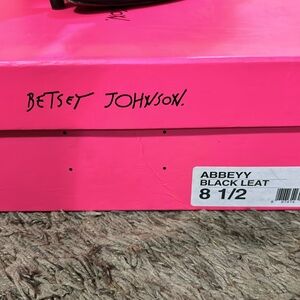 BETSEY JOHNSON.
ABBEYY
BLACK LEAT
8 1/2